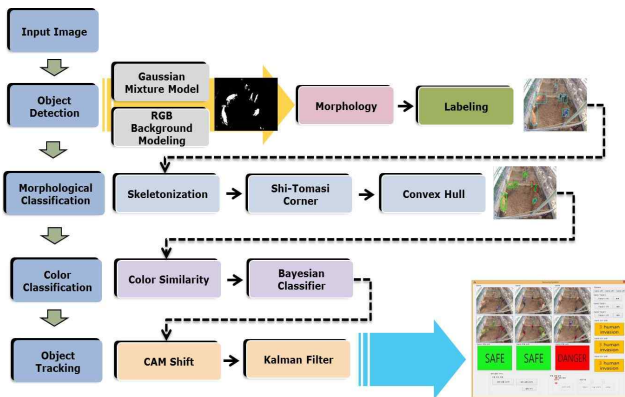 Input Image
Gaussian
Mixture Model
Object
Detection
Morphology
Labeling
RGB
Background
Modeling
Morphological
Classification
Skeletonization
Shi-Tomasi
Corner
Convex Hull
Color
Classification
Color Similarity
Bayesian
Classifier
Object
Tracking
CAM Shift
Kalman Filter
SAFE
SAFE
DANGER